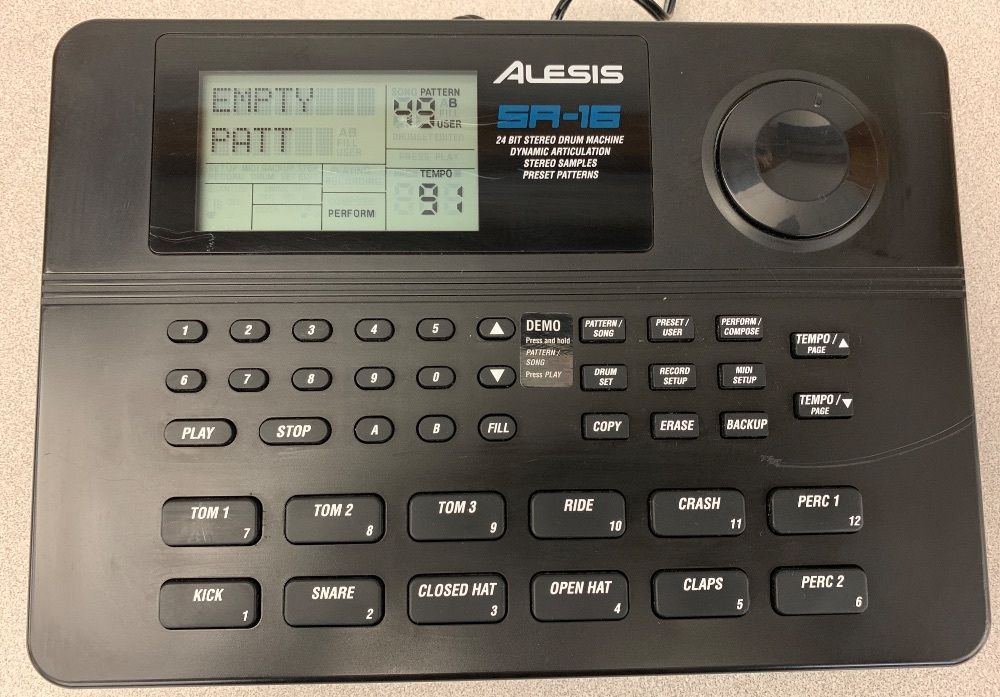 EMPTY
PATT
SONG PATTERN
49
AB
FILL
USER
AB
FILL
USER
PRESS PLAY
TEMPO
91
PERFORM
ALESIS
SR-16
24 BIT STEREO DRUM MACHINE
DYNAMIC ARTICULATION
STEREO SAMPLES
PRESET PATTERNS
1 2 3 4 5 ▲
6 7 8 9 0 ▼
PLAY STOP A B FILL
DEMO
Press and hold
PATTERN /
SONG
Press PLAY
PATTERN /
SONG
PRESET /
USER
PERFORM /
COMPOSE
TEMPO / ▲
PAGE
DRUM
SET
RECORD
SETUP
MIDI
SETUP
TEMPO / ▼
PAGE
COPY ERASE BACKUP
TOM 1
7
TOM 2
8
TOM 3
9
RIDE
10
CRASH
11
PERC 1
12
KICK
1
SNARE
2
CLOSED HAT
3
OPEN HAT
4
CLAPS
5
PERC 2
6